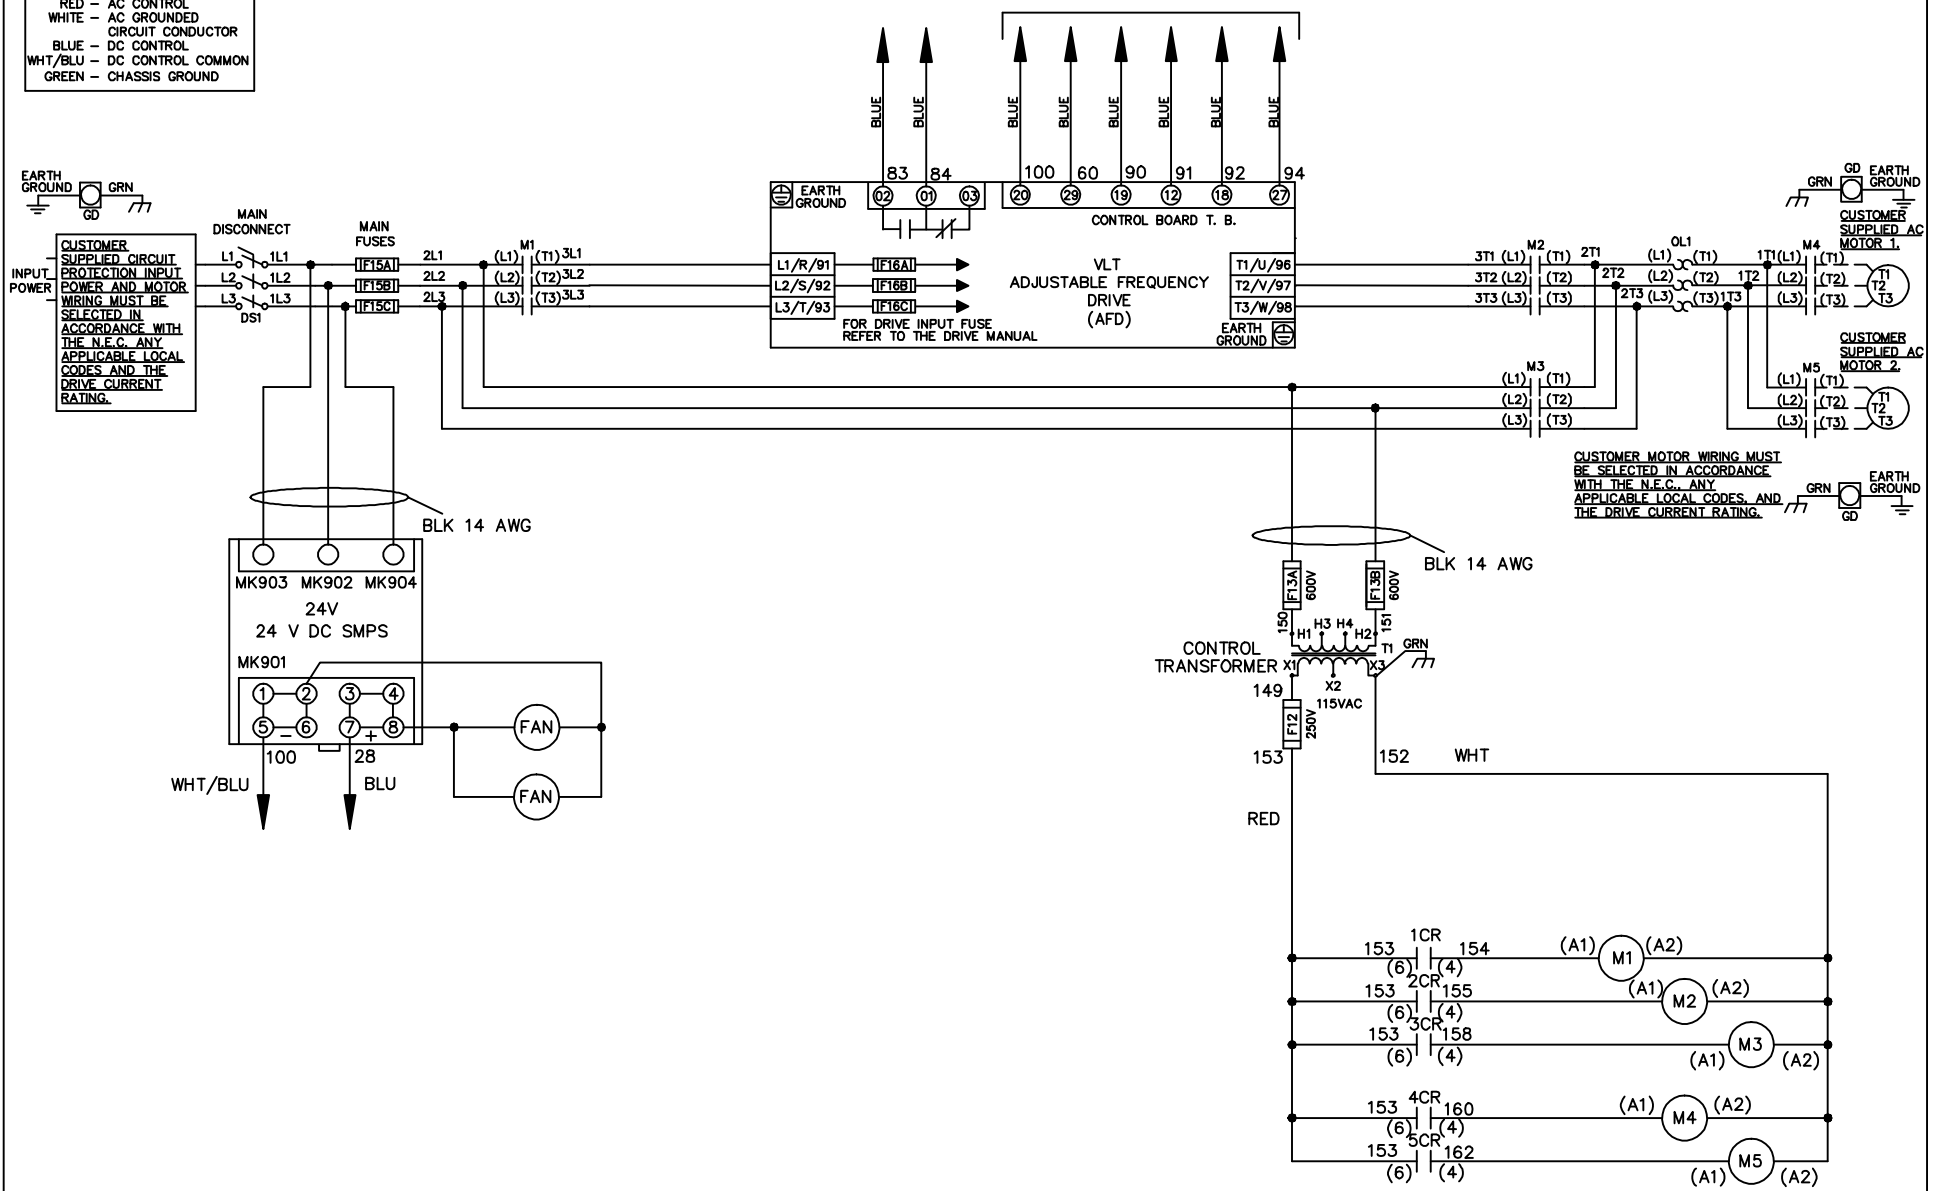 RED – AC CONTROL
WHITE – AC GROUNDED
CIRCUIT CONDUCTOR
BLUE – DC CONTROL
WHT/BLU – DC CONTROL COMMON
GREEN – CHASSIS GROUND
BLUE
BLUE
BLUE
BLUE
BLUE
BLUE
BLUE
BLUE
83
84
100
60
90
91
92
94
EARTH
GROUND
GRN
GD
EARTH
GROUND
02
01
03
20
29
19
12
18
27
CONTROL BOARD T. B.
GRN
GD
EARTH
GROUND
CUSTOMER
SUPPLIED AC
MOTOR 1.
INPUT
POWER
CUSTOMER
SUPPLIED CIRCUIT
PROTECTION INPUT
POWER AND MOTOR
WIRING MUST BE
SELECTED IN
ACCORDANCE WITH
THE N.E.C. ANY
APPLICABLE LOCAL
CODES AND THE
DRIVE CURRENT
RATING.
MAIN
DISCONNECT
L1 1L1
L2 1L2
L3 1L3
DS1
MAIN
FUSES
F15A
F15B
F15C
2L1
2L2
2L3
M1
(L1) (T1) 3L1
(L2) (T2) 3L2
(L3) (T3) 3L3
L1/R/91
L2/S/92
L3/T/93
F16A
F16B
F16C
FOR DRIVE INPUT FUSE
REFER TO THE DRIVE MANUAL
VLT
ADJUSTABLE FREQUENCY
DRIVE
(AFD)
T1/U/96
T2/V/97
T3/W/98
EARTH
GROUND
M2
3T1 (L1) (T1) 2T1
3T2 (L2) (T2) 2T2
3T3 (L3) (T3) 2T3
OL1
(L1) (T1) 1T1
(L2) (T2) 1T2
(L3) (T3) 1T3
M4
(L1) (T1)
(L2) (T2)
(L3) (T3)
T1
T2
T3
M3
(L1) (T1)
(L2) (T2)
(L3) (T3)
CUSTOMER
SUPPLIED AC
MOTOR 2.
M5
(L1) (T1)
(L2) (T2)
(L3) (T3)
T1
T2
T3
CUSTOMER MOTOR WIRING MUST
BE SELECTED IN ACCORDANCE
WITH THE N.E.C., ANY
APPLICABLE LOCAL CODES, AND
THE DRIVE CURRENT RATING.
GRN
GD
EARTH
GROUND
BLK 14 AWG
MK903 MK902 MK904
24V
24 V DC SMPS
MK901
1 2 3 4
5 – 6 7 + 8
100
28
WHT/BLU
BLU
FAN
FAN
BLK 14 AWG
F13A
600V
F13B
600V
150
151
H1 H3 H4 H2
T1
GRN
CONTROL
TRANSFORMER
X1
X2
X3
115VAC
149
F12
250V
153
152
WHT
RED
1CR
153 154
(6) (4)
(A1) M1 (A2)
2CR
153 155
(6) (4)
(A1) M2 (A2)
3CR
153 158
(6) (4)
(A1) M3 (A2)
4CR
153 160
(6) (4)
(A1) M4 (A2)
5CR
153 162
(6) (4)
(A1) M5 (A2)